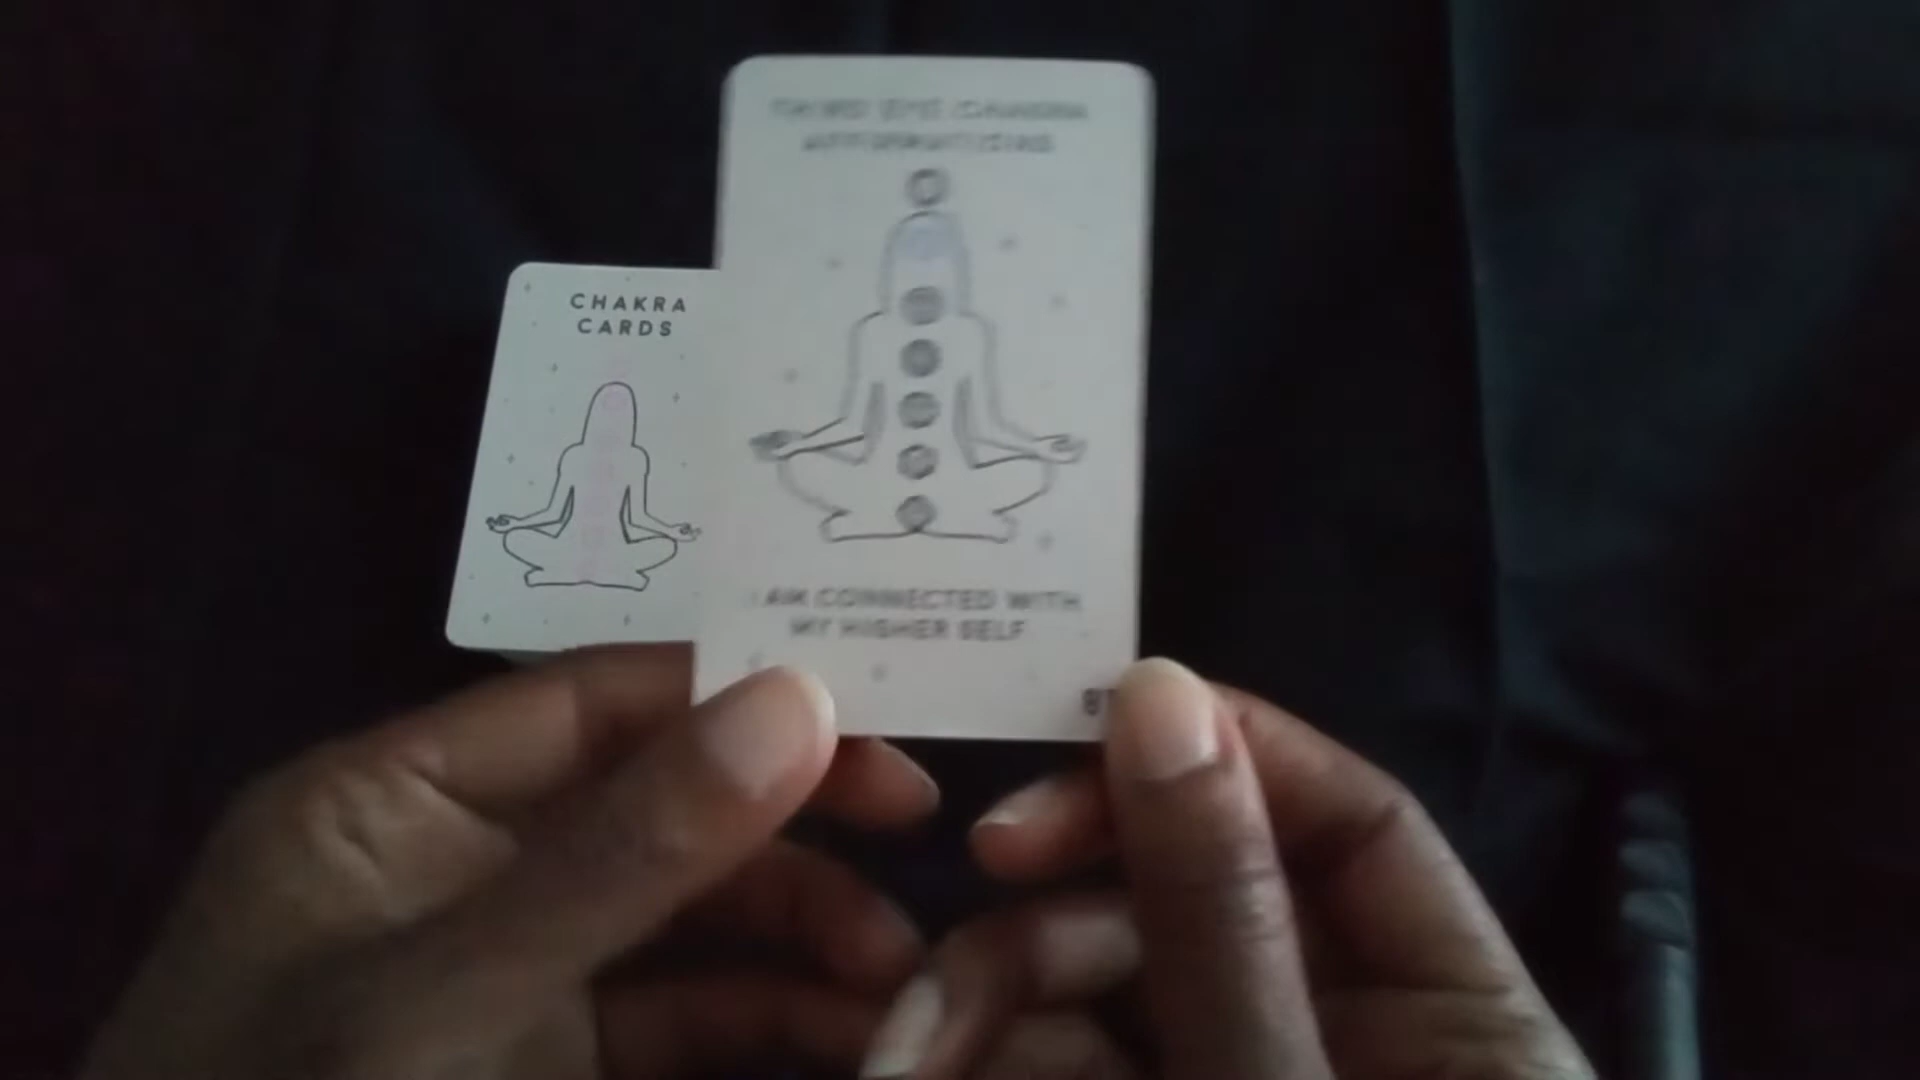 CHAKRA
CARDS
THIRD EYE CHAKRA
AFFIRMATIONS
I AM CONNECTED WITH
MY HIGHER SELF